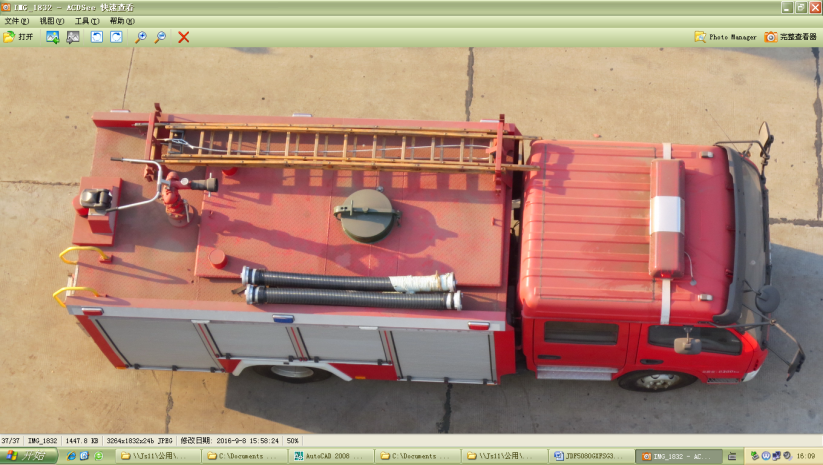 IMG_1832 - ACDSee 快速查看
文件(F) 视图(V) 工具(T) 帮助(H)
打开 Photo Manager 完整查看器
37/37 IMG_1832 1447.8 KB 3264x1832x24b JPEG 修改日期: 2016-9-8 15:58:24 50%
开始 \\Js11\公用\... C:\Documents ... AutoCAD 2008 ... C:\Documents ... \\Js11\公用\... IMG_1832 - AC... 16:09